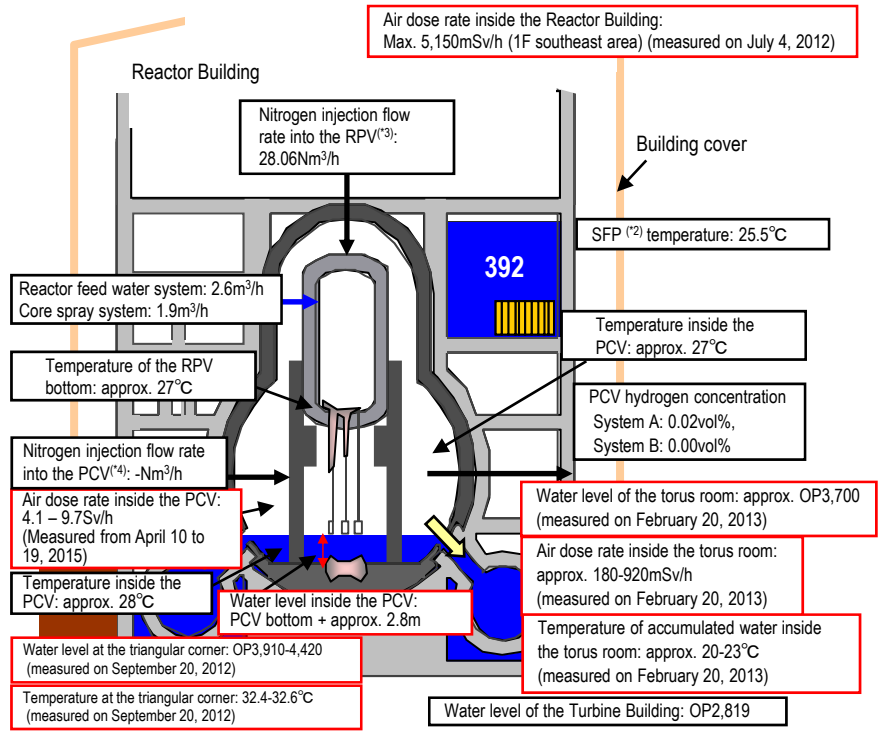 Air dose rate inside the Reactor Building:
Max. 5,150mSv/h (1F southeast area) (measured on July 4, 2012)
Reactor Building
Nitrogen injection flow
rate into the RPV(*3):
28.06Nm3/h
Building cover
SFP (*2) temperature: 25.5℃
392
Reactor feed water system: 2.6m3/h
Core spray system: 1.9m3/h
Temperature inside the
PCV: approx. 27℃
Temperature of the RPV
bottom: approx. 27℃
PCV hydrogen concentration
System A: 0.02vol%,
System B: 0.00vol%
Nitrogen injection flow rate
into the PCV(*4): -Nm3/h
Air dose rate inside the PCV:
4.1 – 9.7Sv/h
(Measured from April 10 to
19, 2015)
Water level of the torus room: approx. OP3,700
(measured on February 20, 2013)
Air dose rate inside the torus room:
approx. 180-920mSv/h
(measured on February 20, 2013)
Temperature inside the
PCV: approx. 28℃
Water level inside the PCV:
PCV bottom + approx. 2.8m
Temperature of accumulated water inside
the torus room: approx. 20-23℃
(measured on February 20, 2013)
Water level at the triangular corner: OP3,910-4,420
(measured on September 20, 2012)
Temperature at the triangular corner: 32.4-32.6℃
(measured on September 20, 2012)
Water level of the Turbine Building: OP2,819